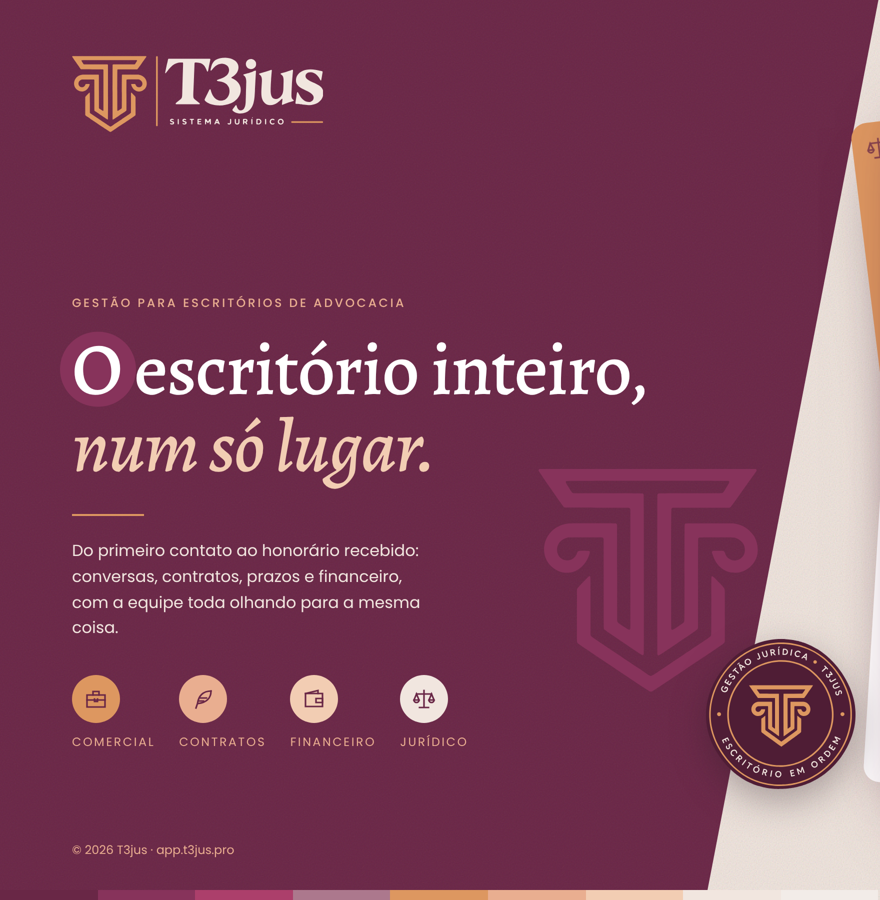 T3jus
SISTEMA JURÍDICO
GESTÃO PARA ESCRITÓRIOS DE ADVOCACIA
O escritório inteiro,
num só lugar.
Do primeiro contato ao honorário recebido:
conversas, contratos, prazos e financeiro,
com a equipe toda olhando para a mesma
coisa.
COMERCIAL CONTRATOS FINANCEIRO JURÍDICO
GESTÃO JURÍDICA • T3JUS
• ESCRITÓRIO EM ORDEM •
© 2026 T3jus · app.t3jus.pro